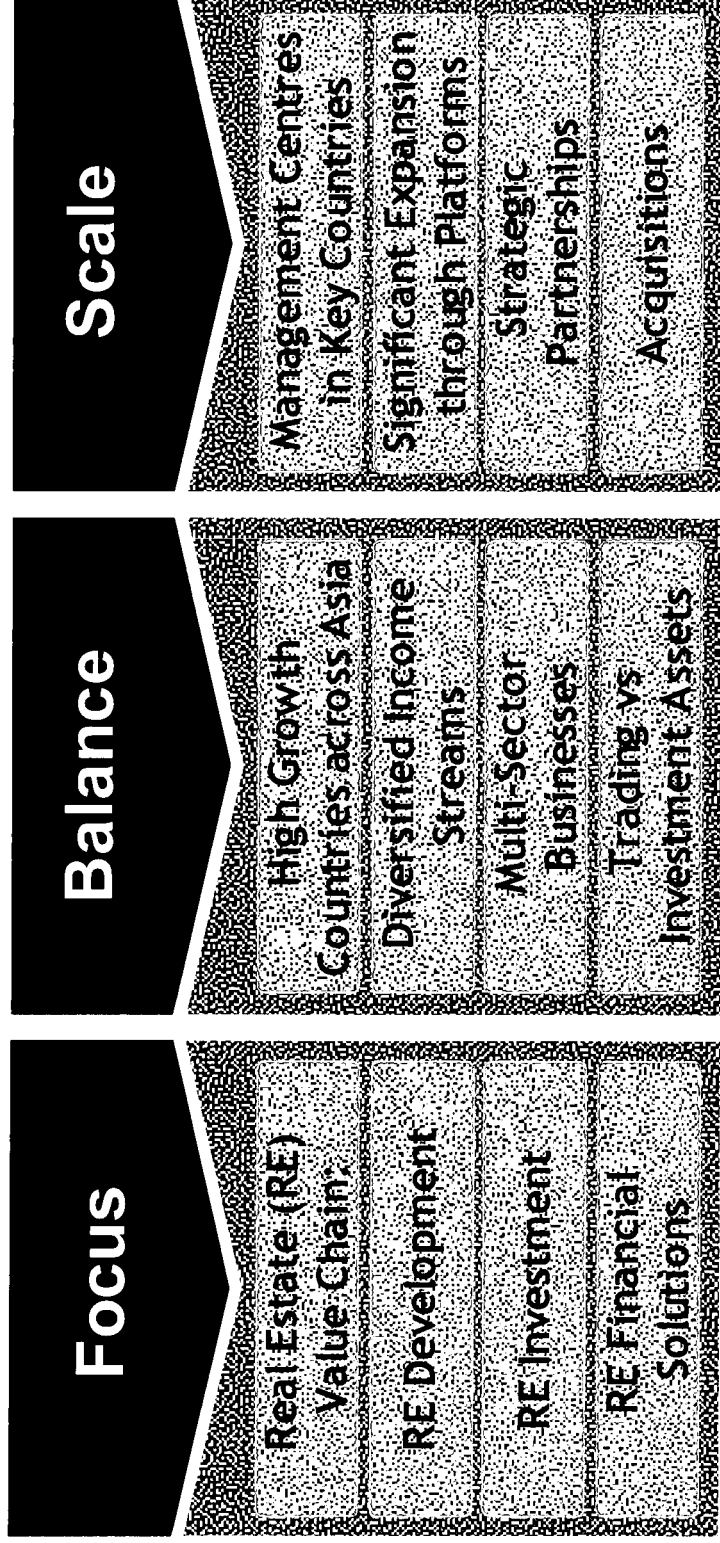 Focus
Real Estate (RE)
Value Chain:
RE Development
RE Investment
RE Financial
Solutions
Balance
High Growth
Countries across Asia
Diversified Income
Streams
Multi-Sector
Businesses
Trading vs
Investment Assets
Scale
Management Centres
in Key Countries
Significant Expansion
through Platforms
Strategic
Partnerships
Acquisitions